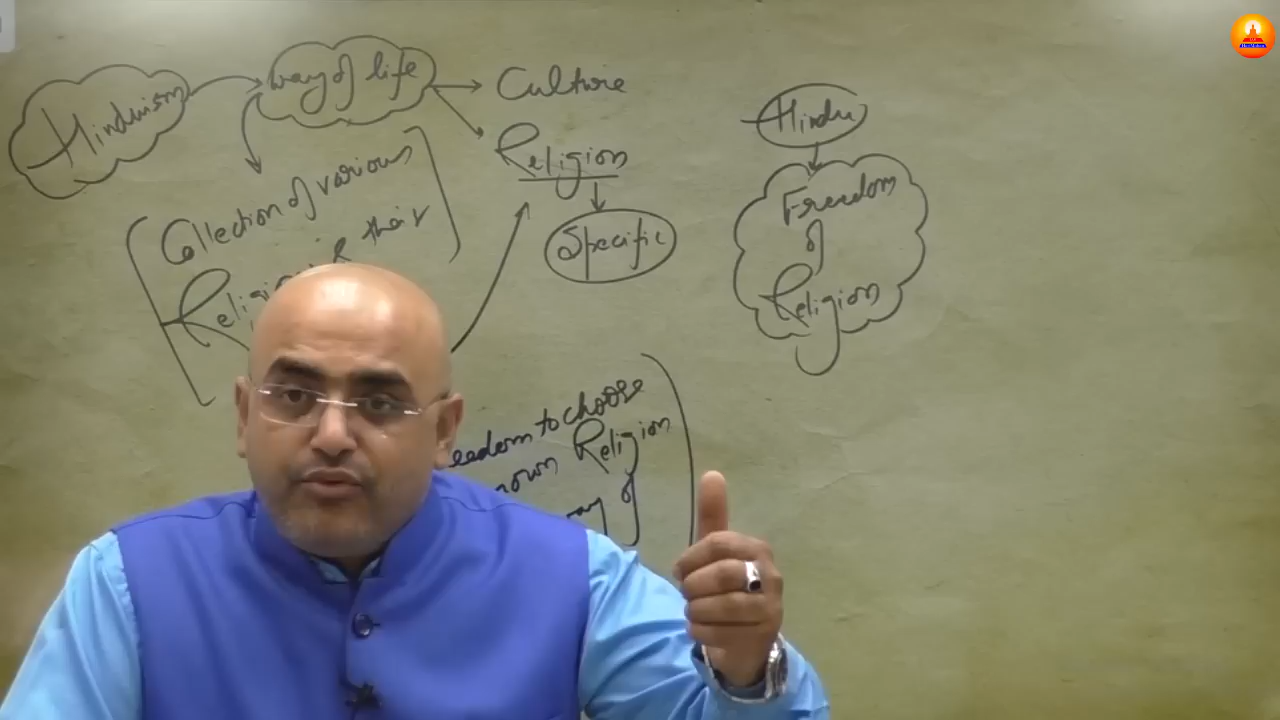 Hinduism
way of life
Culture
Religion
Specific
Collection of various
& their
Hindu
Freedom
of
Religion
to choose
own Religion
of